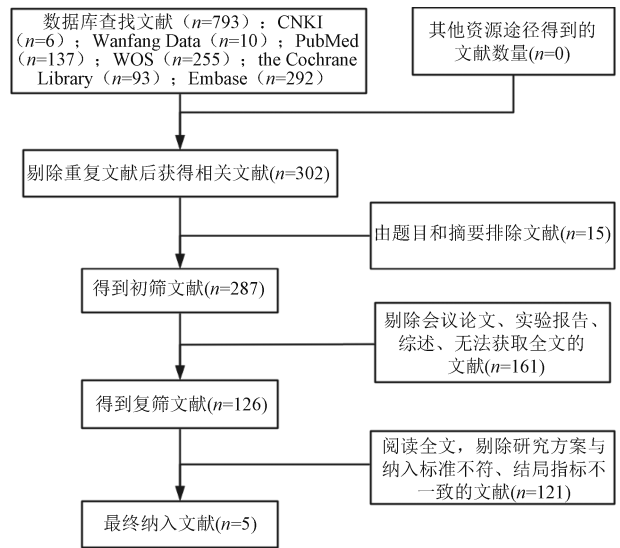 数据库查找文献（n=793）：CNKI
（n=6）；Wanfang Data（n=10）；PubMed
（n=137）；WOS（n=255）；the Cochrane
Library（n=93）；Embase（n=292）
其他资源途径得到的
文献数量(n=0)
剔除重复文献后获得相关文献(n=302)
由题目和摘要排除文献(n=15)
得到初筛文献(n=287)
剔除会议论文、实验报告、
综述、无法获取全文的
文献(n=161)
得到复筛文献(n=126)
阅读全文，剔除研究方案与
纳入标准不符、结局指标不
一致的文献(n=121)
最终纳入文献(n=5)